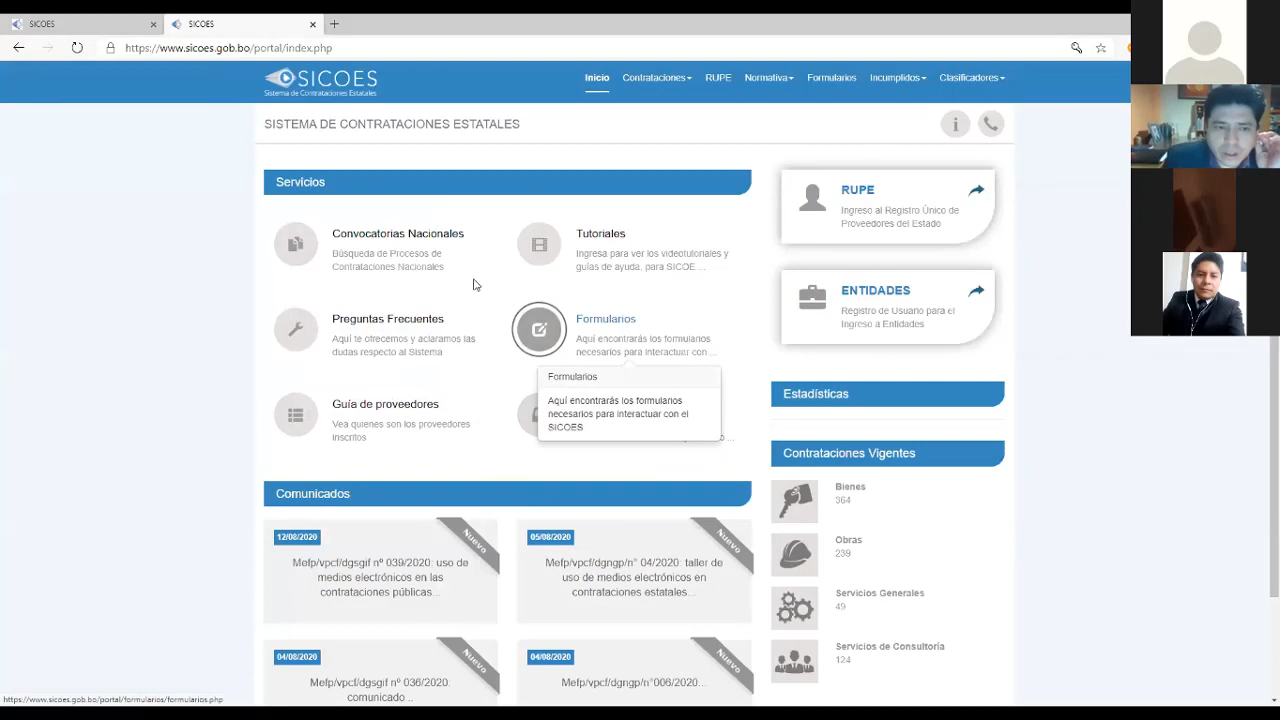 SICOES
SICOES
https://www.sicoes.gob.bo/portal/index.php
SICOES
Sistema de Contrataciones Estatales
Inicio
Contrataciones
RUPE
Normativa
Formularios
Incumplidos
Clasificadores
SISTEMA DE CONTRATACIONES ESTATALES
Servicios
Convocatorias Nacionales
Búsqueda de Procesos de
Contrataciones Nacionales
Tutoriales
Ingresa para ver los videotutoriales y
guías de ayuda, para SICOE....
Preguntas Frecuentes
Aquí te ofrecemos y aclaramos las
dudas respecto al Sistema
Formularios
Aquí encontrarás los formularios
necesarios para interactuar con ...
Formularios
Aquí encontrarás los formularios
necesarios para interactuar con el
SICOES
Guía de proveedores
Vea quienes son los proveedores
inscritos
RUPE
Ingreso al Registro Único de
Proveedores del Estado
ENTIDADES
Registro de Usuario para el
Ingreso a Entidades
Estadísticas
Contrataciones Vigentes
Bienes
364
Obras
239
Servicios Generales
49
Servicios de Consultoría
124
Comunicados
12/08/2020
Nuevo
Mefp/vpcf/dgsgif nº 039/2020: uso de
medios electrónicos en las
contrataciones públicas...
05/08/2020
Nuevo
Mefp/vpcf/dgngp/n° 04/2020: taller de
uso de medios electrónicos en
contrataciones estatales...
04/08/2020
Nuevo
Mefp/vpcf/dgsgif nº 036/2020:
comunicado ..
04/08/2020
Nuevo
Mefp/vpcf/dgngp/n°006/2020...
https://www.sicoes.gob.bo/portal/formularios/formularios.php